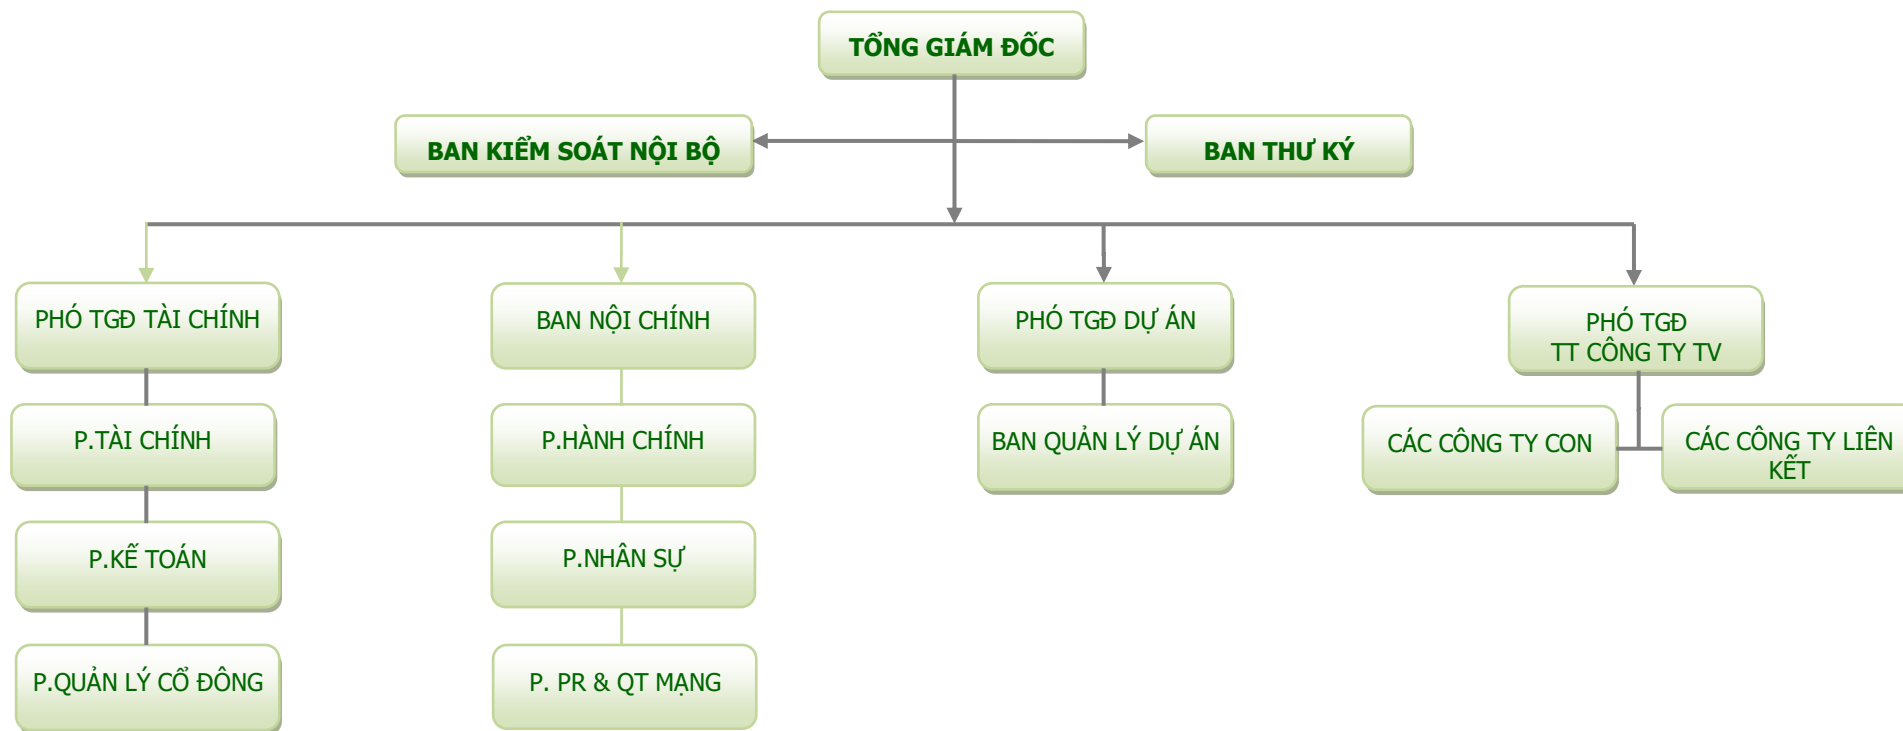 TỔNG GIÁM ĐỐC
BAN KIỂM SOÁT NỘI BỘ
BAN THƯ KÝ
PHÓ TGĐ TÀI CHÍNH
BAN NỘI CHÍNH
PHÓ TGĐ DỰ ÁN
PHÓ TGĐ
TT CÔNG TY TV
P.TÀI CHÍNH
P.HÀNH CHÍNH
BAN QUẢN LÝ DỰ ÁN
CÁC CÔNG TY CON
CÁC CÔNG TY LIÊN
KẾT
P.KẾ TOÁN
P.NHÂN SỰ
P.QUẢN LÝ CỔ ĐÔNG
P. PR & QT MẠNG